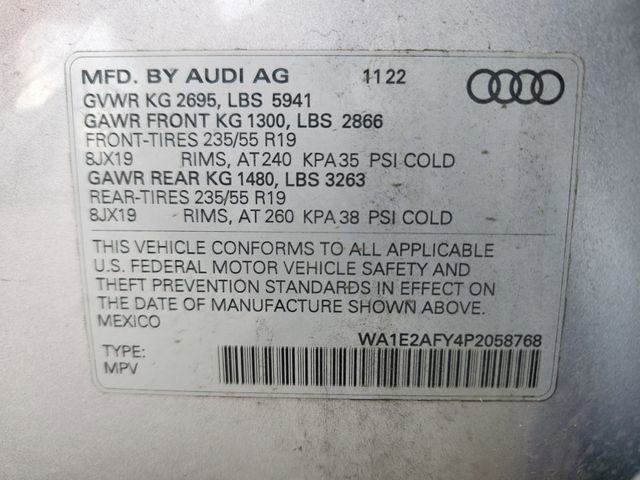 MFD. BY AUDI AG 11 22
GVWR KG 2695, LBS 5941
GAWR FRONT KG 1300, LBS 2866
FRONT-TIRES 235/55 R19
8JX19 RIMS, AT 240 KPA 35 PSI COLD
GAWR REAR KG 1480, LBS 3263
REAR-TIRES 235/55 R19
8JX19 RIMS, AT 260 KPA 38 PSI COLD
THIS VEHICLE CONFORMS TO ALL APPLICABLE
U.S. FEDERAL MOTOR VEHICLE SAFETY AND
THEFT PREVENTION STANDARDS IN EFFECT ON
THE DATE OF MANUFACTURE SHOWN ABOVE.
MEXICO
WA1E2AFY4P2058768
TYPE:
MPV